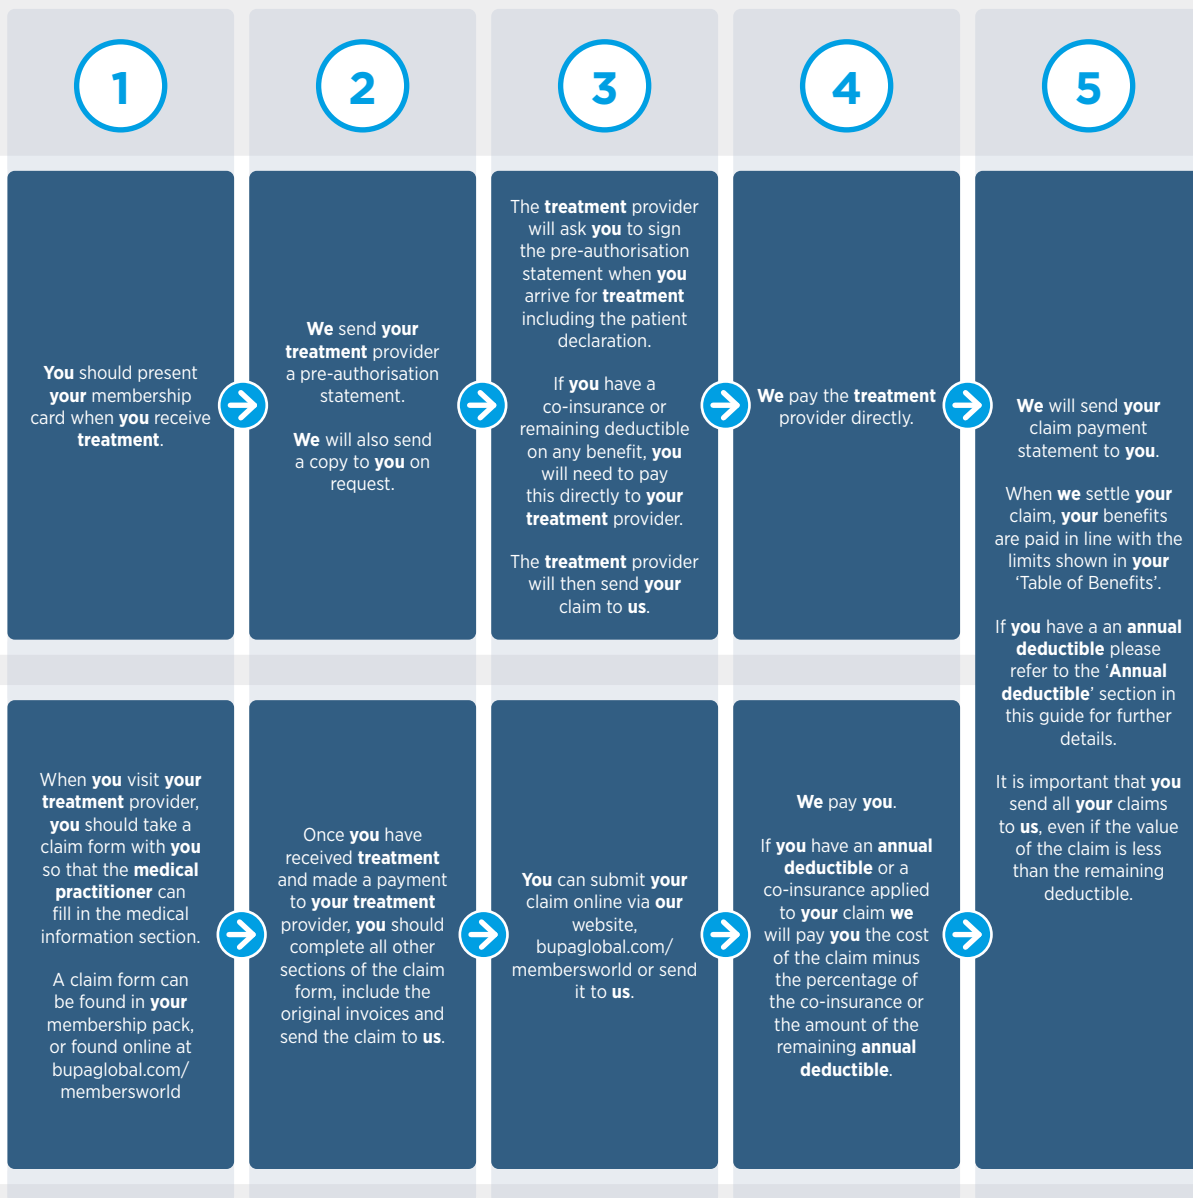 1
2
3
4
5
You should present
your membership
card when you receive
treatment.
We send your
treatment provider
a pre-authorisation
statement.
We will also send
a copy to you on
request.
The treatment provider
will ask you to sign
the pre-authorisation
statement when you
arrive for treatment
including the patient
declaration.
If you have a
co-insurance or
remaining deductible
on any benefit, you
will need to pay
this directly to your
treatment provider.
The treatment provider
will then send your
claim to us.
We pay the treatment
provider directly.
When you visit your
treatment provider,
you should take a
claim form with you
so that the medical
practitioner can
fill in the medical
information section.
A claim form can
be found in your
membership pack,
or found online at
bupaglobal.com/
membersworld
Once you have
received treatment
and made a payment
to your treatment
provider, you should
complete all other
sections of the claim
form, include the
original invoices and
send the claim to us.
You can submit your
claim online via our
website,
bupaglobal.com/
membersworld or send
it to us.
We pay you.
If you have an annual
deductible or a
co-insurance applied
to your claim we
will pay you the cost
of the claim minus
the percentage of
the co-insurance or
the amount of the
remaining annual
deductible.
We will send your
claim payment
statement to you.
When we settle your
claim, your benefits
are paid in line with the
limits shown in your
‘Table of Benefits’.
If you have a an annual
deductible please
refer to the ‘Annual
deductible’ section in
this guide for further
details.
It is important that you
send all your claims
to us, even if the value
of the claim is less
than the remaining
deductible.